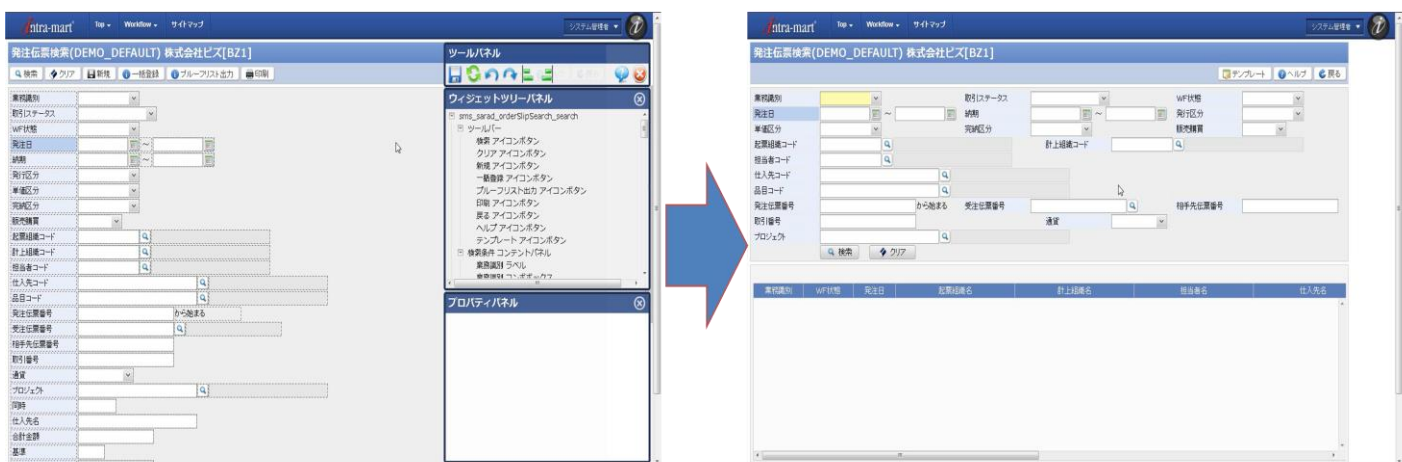 intra-mart Top Workflow サイトマップ システム管理者
発注伝票検索(DEMO_DEFAULT) 株式会社ビズ[BZ1]
検索 クリア 新規 一括登録 プルーフリスト出力 印刷
業務識別
取引ステータス
WF状態
発注日 ～
納期 ～
発行区分
単価区分
完納区分
販売購買
起票組織コード
計上組織コード
担当者コード
仕入先コード
品目コード
発注伝票番号 から始まる
受注伝票番号
相手先伝票番号
取引番号
通貨
プロジェクト
同時
仕入先名
合計金額
基準
ツールパネル
ウィジェットツリーパネル
sms_sarad_orderSlipSearch_search
ツールバー
検索 アイコンボタン
クリア アイコンボタン
新規 アイコンボタン
一括登録 アイコンボタン
プルーフリスト出力 アイコンボタン
印刷 アイコンボタン
戻る アイコンボタン
ヘルプ アイコンボタン
テンプレート アイコンボタン
検索条件 コンテントパネル
業務識別 ラベル
業務識別 コンボボックス
プロパティパネル
intra-mart Top Workflow サイトマップ システム管理者
発注伝票検索(DEMO_DEFAULT) 株式会社ビズ[BZ1]
テンプレート ヘルプ 戻る
業務識別 取引ステータス WF状態
発注日 ～ 納期 ～ 発行区分
単価区分 完納区分 販売購買
起票組織コード 計上組織コード
担当者コード
仕入先コード
品目コード
発注伝票番号 から始まる 受注伝票番号 相手先伝票番号
取引番号 通貨
プロジェクト
検索 クリア
業務識別 WF状態 発注日 起票組織名 計上組織名 担当者名 仕入先名